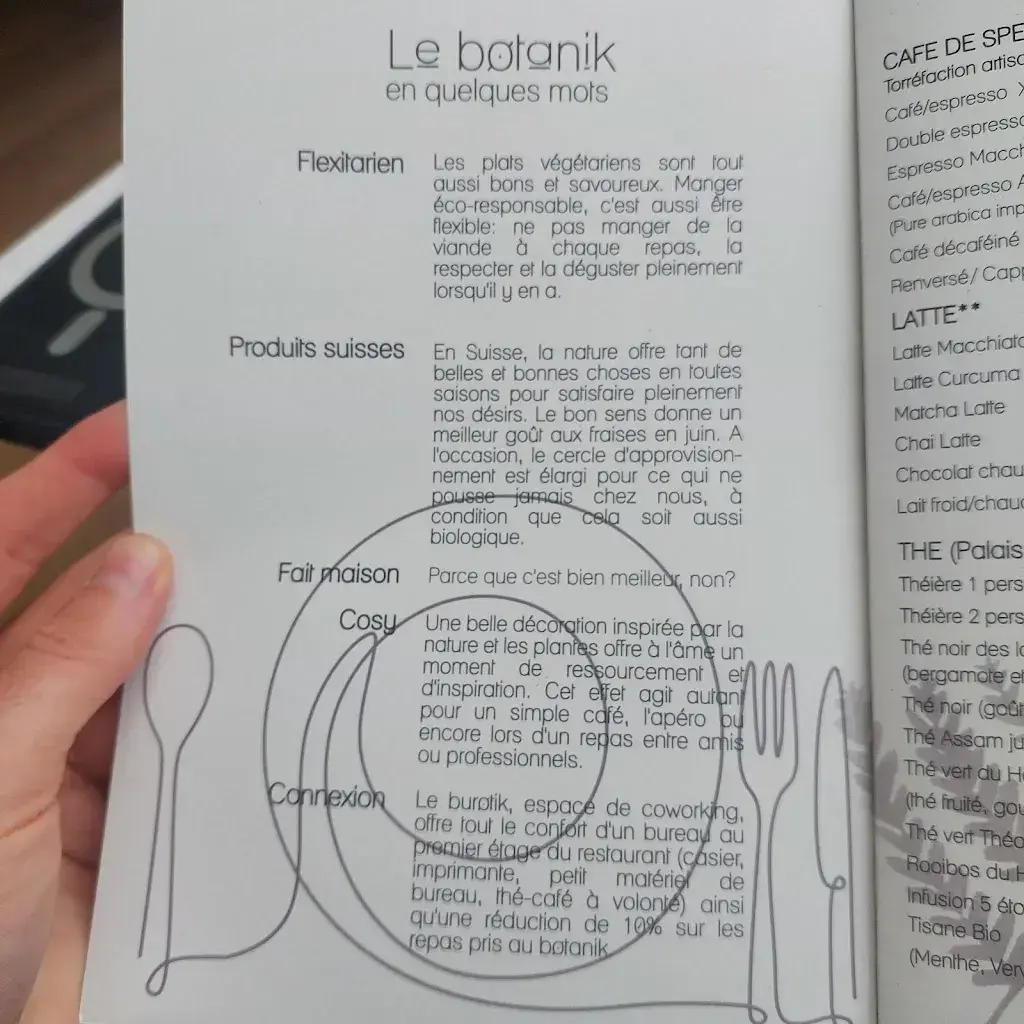 Le bøtanik
en quelques mots
Flexitarien
Les plats végétariens sont tout
aussi bons et savoureux. Manger
éco-responsable, c'est aussi être
flexible: ne pas manger de la
viande à chaque repas, la
respecter et la déguster pleinement
lorsqu'il y en a.
Produits suisses
En Suisse, la nature offre tant de
belles et bonnes choses en toutes
saisons pour satisfaire pleinement
nos désirs. Le bon sens donne un
meilleur goût aux fraises en juin. A
l'occasion, le cercle d'approvision-
nement est élargi pour ce qui ne
pousse jamais chez nous, à
condition que cela soit aussi
biologique.
Fait maison
Parce que c'est bien meilleur, non?
Cosy
Une belle décoration inspirée par la
nature et les plantes offre à l'âme un
moment de ressourcement et
d'inspiration. Cet effet agit autant
pour un simple café, l'apéro ou
encore lors d'un repas entre amis
ou professionnels.
Connexion
Le burøtik, espace de coworking,
offre tout le confort d'un bureau au
premier étage du restaurant (casier,
imprimante, petit matériel de
bureau, thé-café à volonté) ainsi
qu'une réduction de 10% sur les
repas pris au bøtanik
CAFE DE
Torréfaction
Café/espresso
Double espresso
Espresso
Café/espresso
(Pure arabica
Café décaféiné
Renversé/
LATTE**
Latte Macchiato
Latte Curcuma
Matcha Latte
Chai Latte
Chocolat
Lait froid/
THE (Palais
Théière 1
Théière 2
Thé noir des
(bergamote
Thé noir
Thé Assam
Thé vert du
(thé fruité,
Thé vert
Rooibos du
Infusion 5
Tisane Bio
(Menthe,